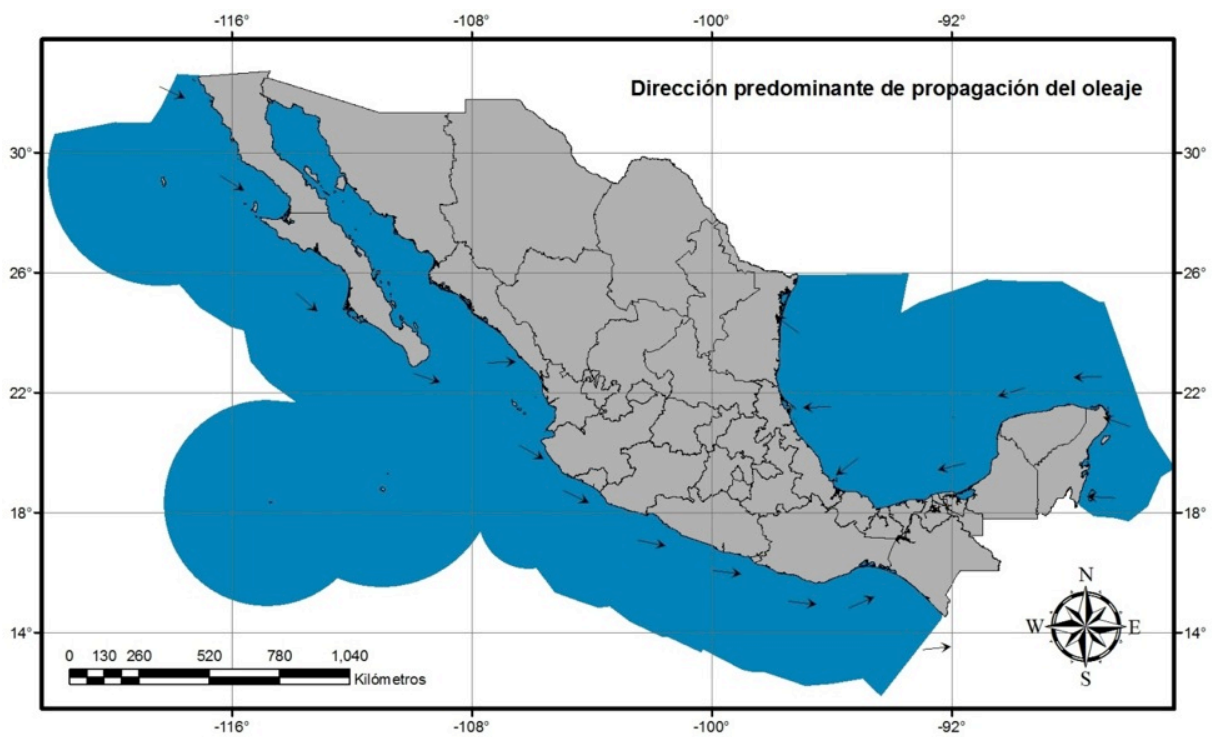 -116° -108° -100° -92°
Dirección predominante de propagación del oleaje
30° 30°
26° 26°
22° 22°
18° 18°
N
W E
14° 14°
S
0 130 260 520 780 1,040
Kilómetros
-116° -108° -100° -92°